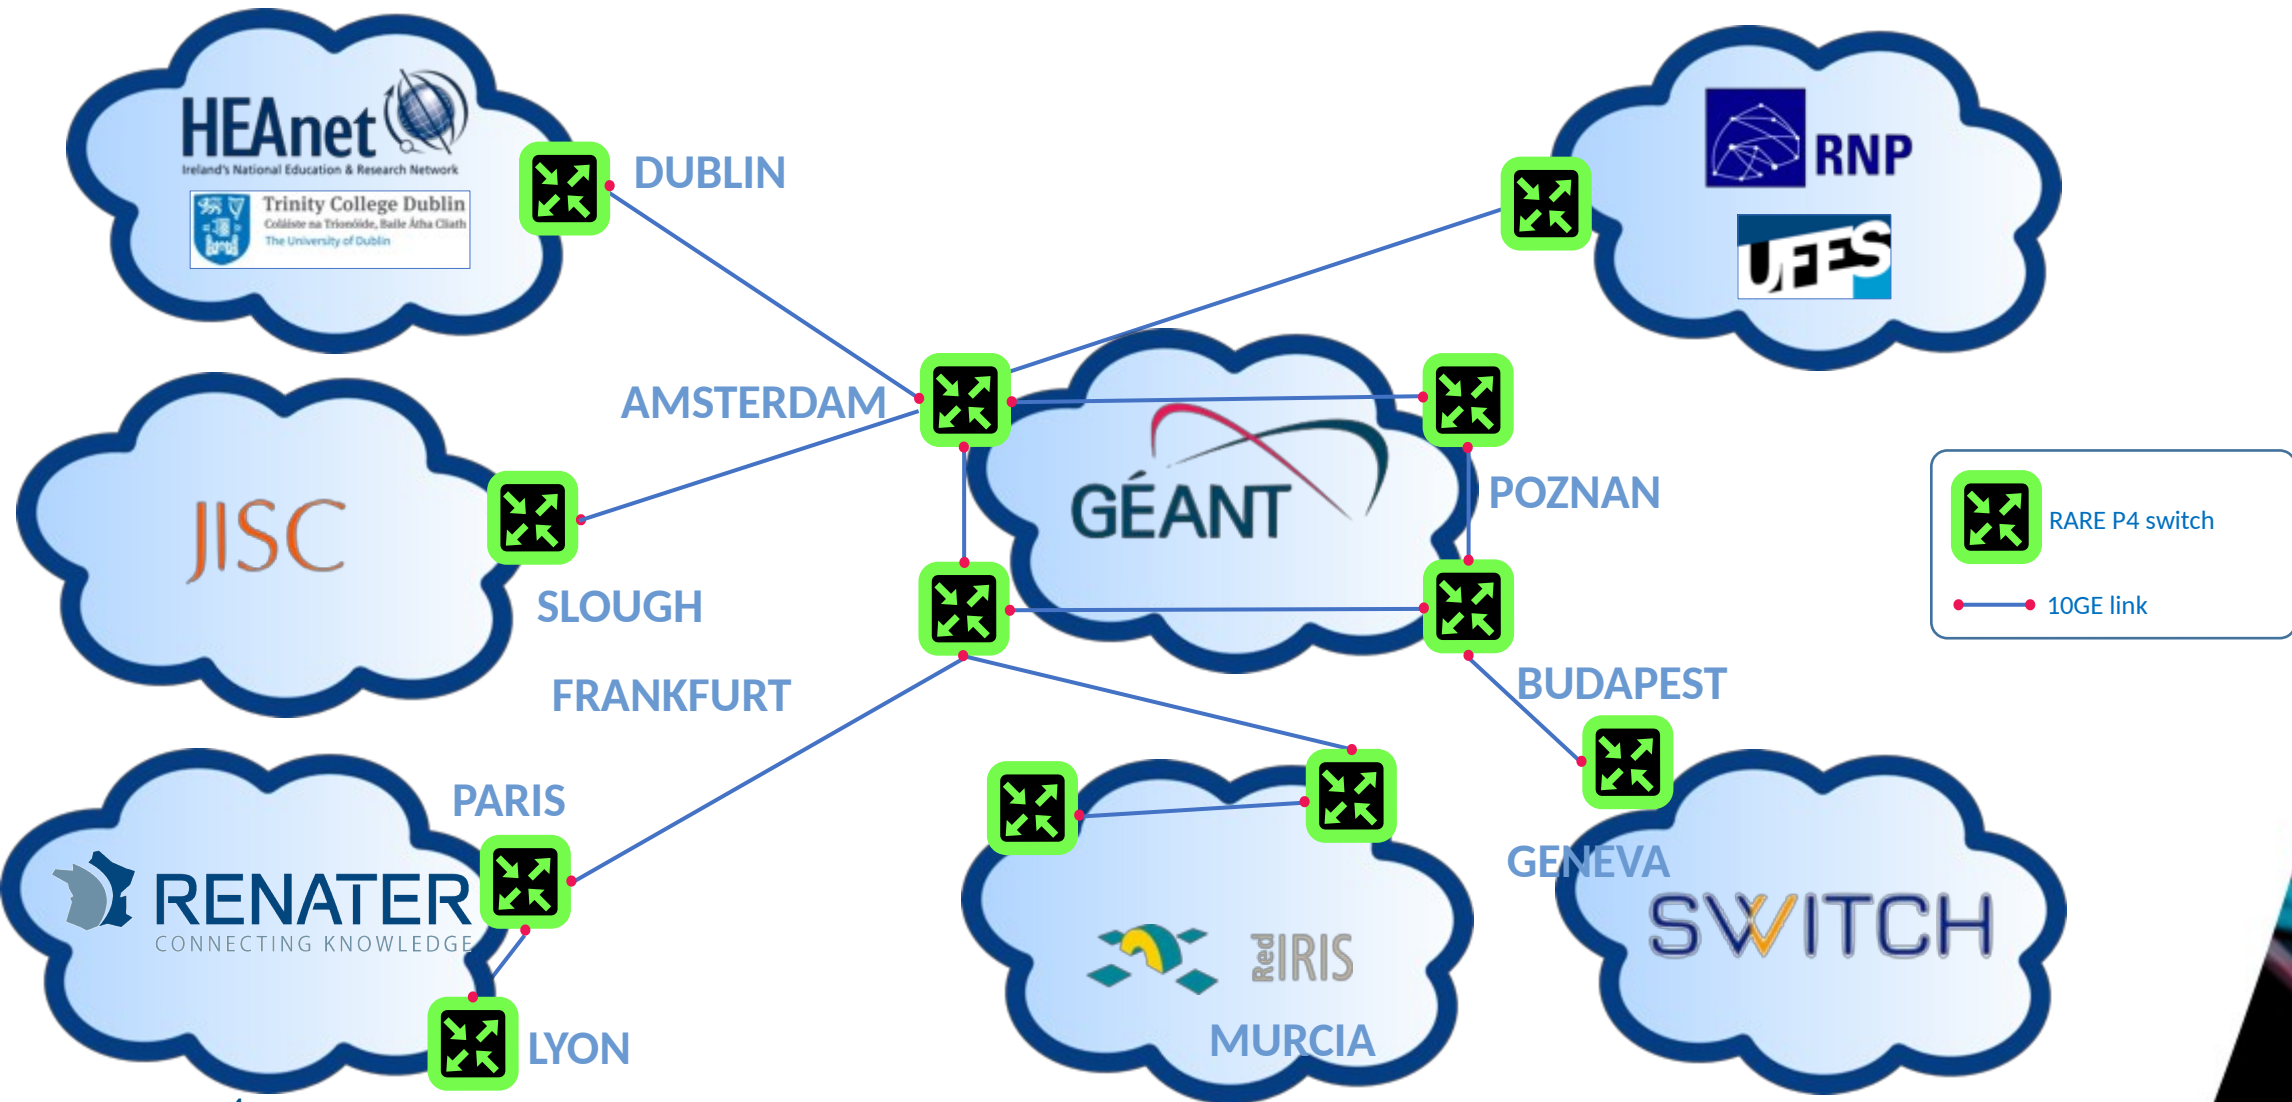 HEAnet
Ireland's National Education & Research Network
Trinity College Dublin
Coláiste na Tríonóide, Baile Átha Cliath
The University of Dublin
DUBLIN
RNP
UFES
AMSTERDAM
GÉANT
POZNAN
JISC
SLOUGH
RARE P4 switch
10GE link
FRANKFURT
BUDAPEST
PARIS
RENATER
CONNECTING KNOWLEDGE
GENEVA
SWITCH
RedIRIS
MURCIA
LYON